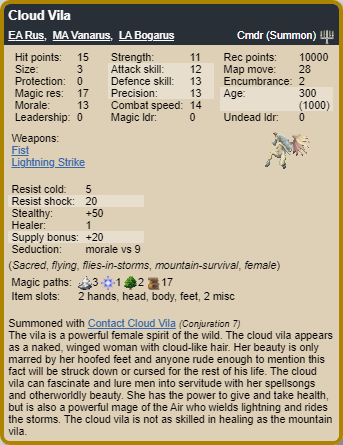 Cloud Vila
EA Rus, MA Vanarus, LA Bogarus Cmdr (Summon)
Hit points: 15 Strength: 11 Rec points: 10000
Size: 3 Attack skill: 12 Map move: 28
Protection: 0 Defence skill: 13 Encumbrance: 2
Magic res: 17 Precision: 13 Age: 300
Morale: 13 Combat speed: 14 (1000)
Leadership: 0 Magic ldr: 0 Undead ldr: 0
Weapons:
Fist
Lightning Strike
Resist cold: 5
Resist shock: 20
Stealthy: +50
Healer: 1
Supply bonus: +20
Seduction: morale vs 9
(Sacred, flying, flies-in-storms, mountain-survival, female)
Magic paths: 3 1 2 17
Item slots: 2 hands, head, body, feet, 2 misc
Summoned with Contact Cloud Vila (Conjuration 7)
The vila is a powerful female spirit of the wild. The cloud vila appears
as a naked, winged woman with cloud-like hair. Her beauty is only
marred by her hoofed feet and anyone rude enough to mention this
fact will be struck down or cursed for the rest of his life. The cloud
vila can fascinate and lure men into servitude with her spellsongs
and otherworldly beauty. She has the power to give and take health,
but is also a powerful mage of the Air who wields lightning and rides
the storms. The cloud vila is not as skilled in healing as the mountain
vila.